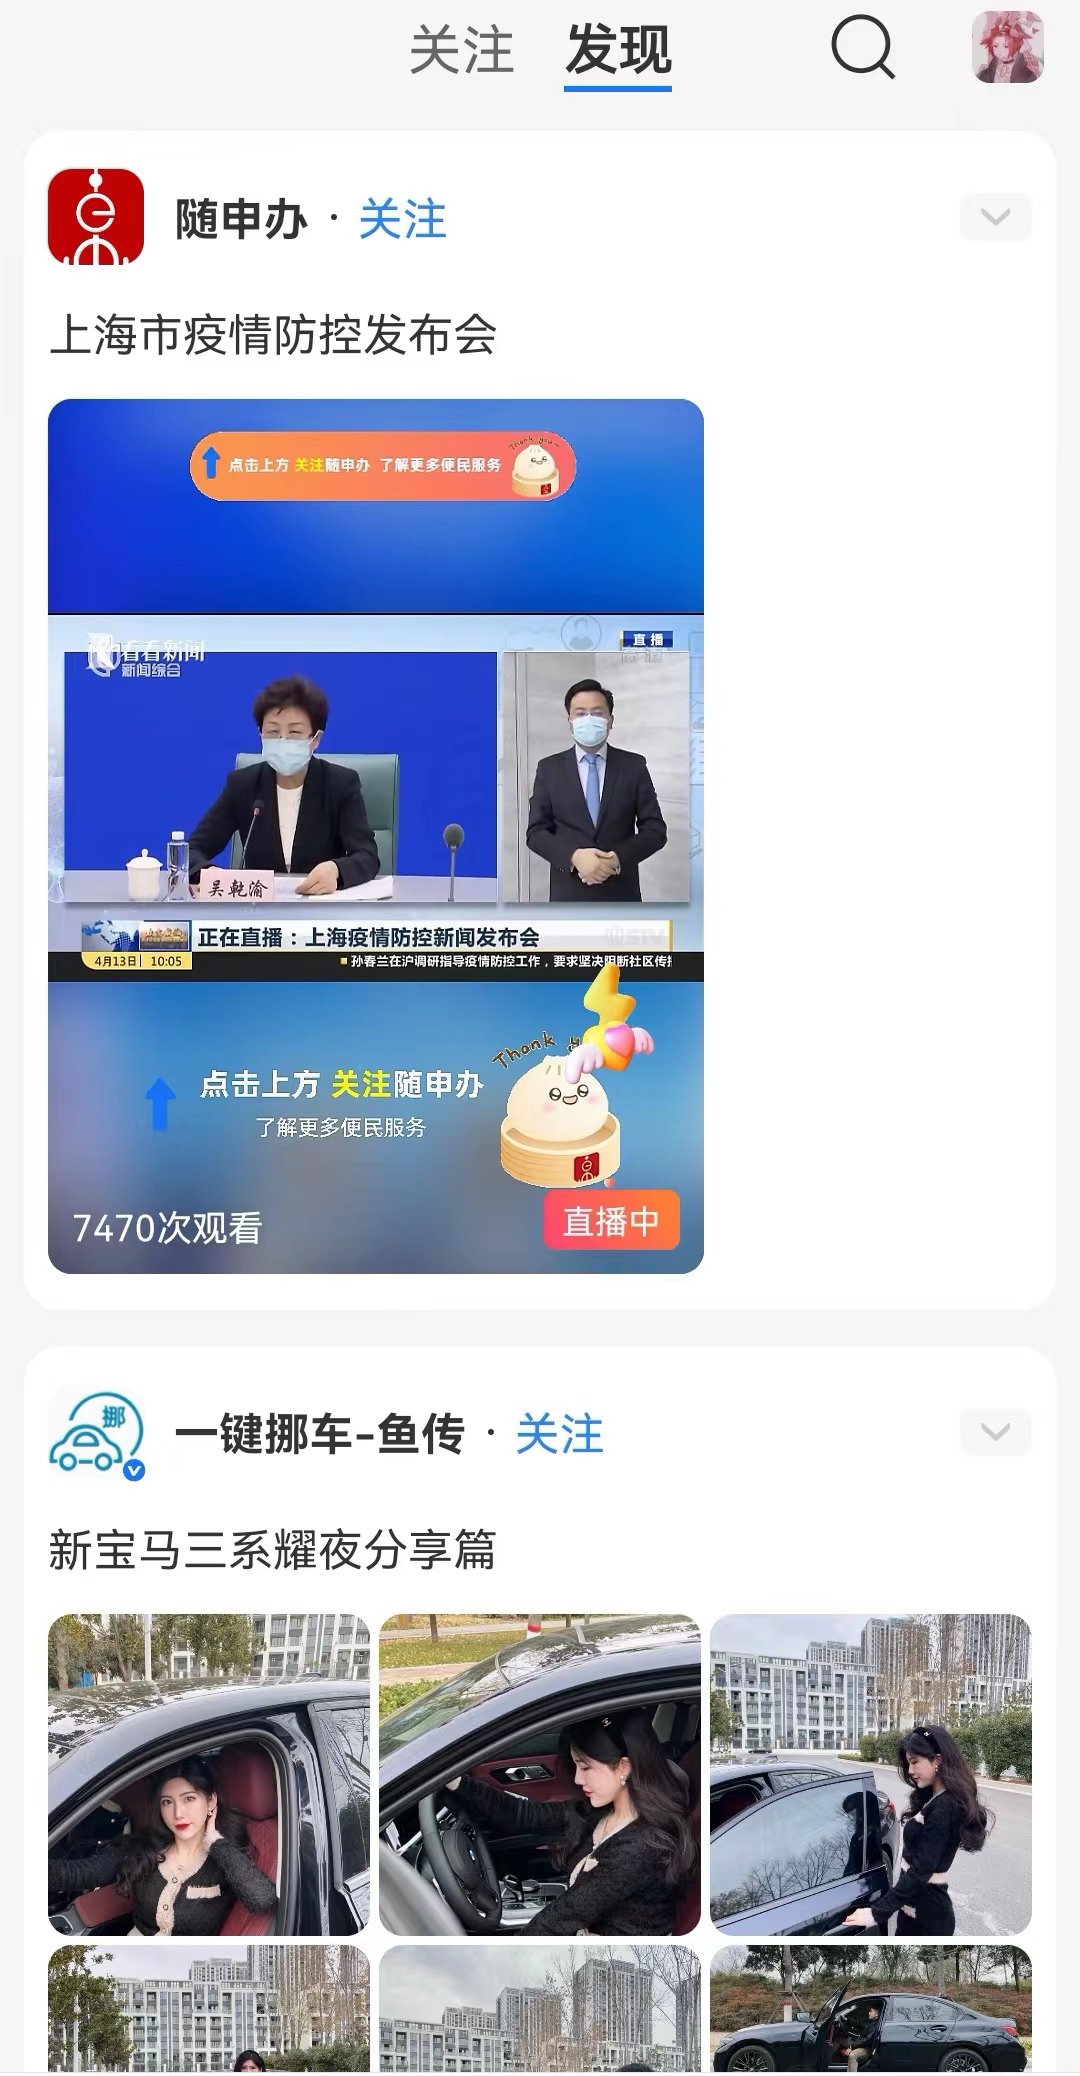 关注 发现
随申办 · 关注
上海市疫情防控发布会
点击上方 关注随申办 了解更多便民服务
看看新闻
新闻综合
直播
吴乾渝
正在直播：上海疫情防控新闻发布会
4月13日 10:05
孙春兰在沪调研指导疫情防控工作，要求坚决阻断社区传
Thank
点击上方 关注随申办
了解更多便民服务
7470次观看
直播中
挪
一键挪车-鱼传 · 关注
新宝马三系耀夜分享篇